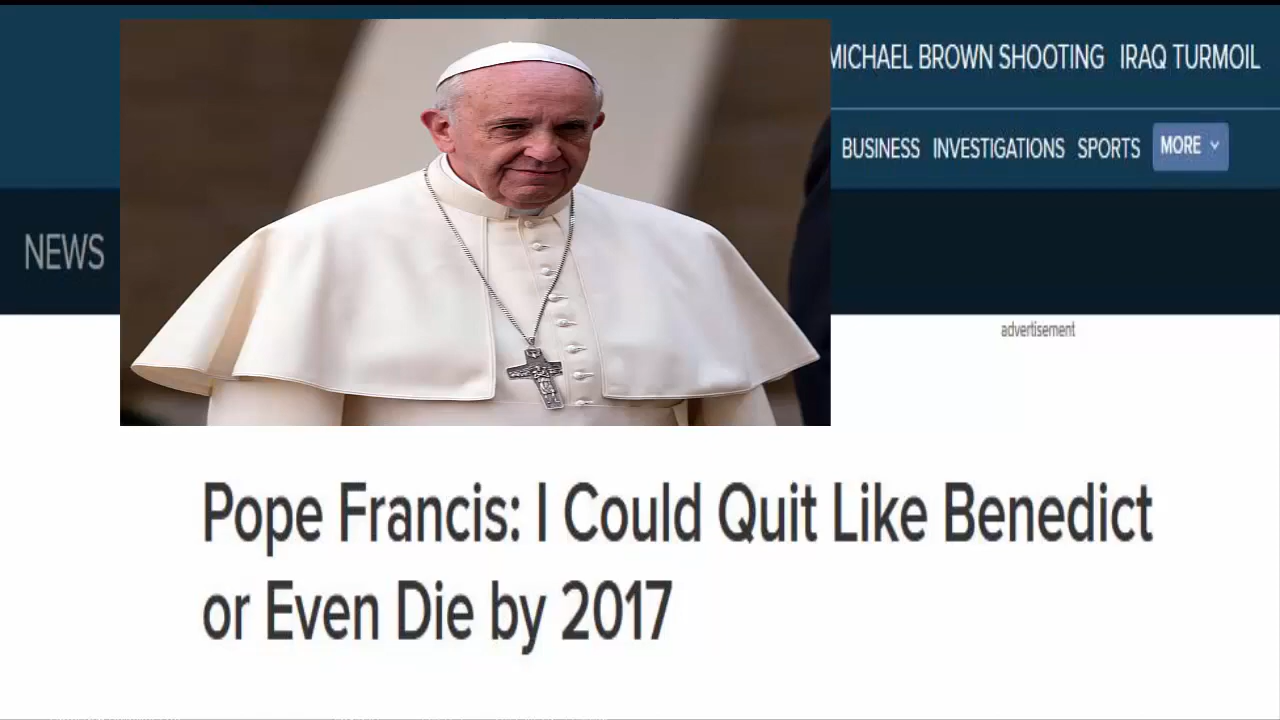 MICHAEL BROWN SHOOTING IRAQ TURMOIL
BUSINESS INVESTIGATIONS SPORTS MORE
NEWS
advertisement
Pope Francis: I Could Quit Like Benedict
or Even Die by 2017